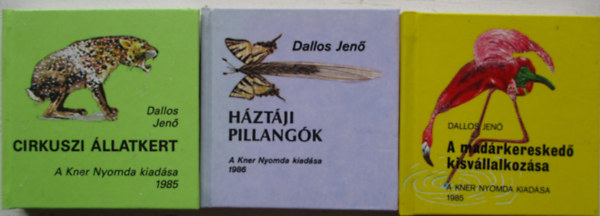 Dallos
Jenő
CIRKUSZI ÁLLATKERT
A Kner Nyomda kiadása
1985
Dallos Jenő
HÁZTÁJI
PILLANGÓK
A Kner Nyomda kiadása
1986
DALLOS JENŐ
A madárkereskedő
kisvállalkozása
A KNER NYOMDA KIADÁSA
1985